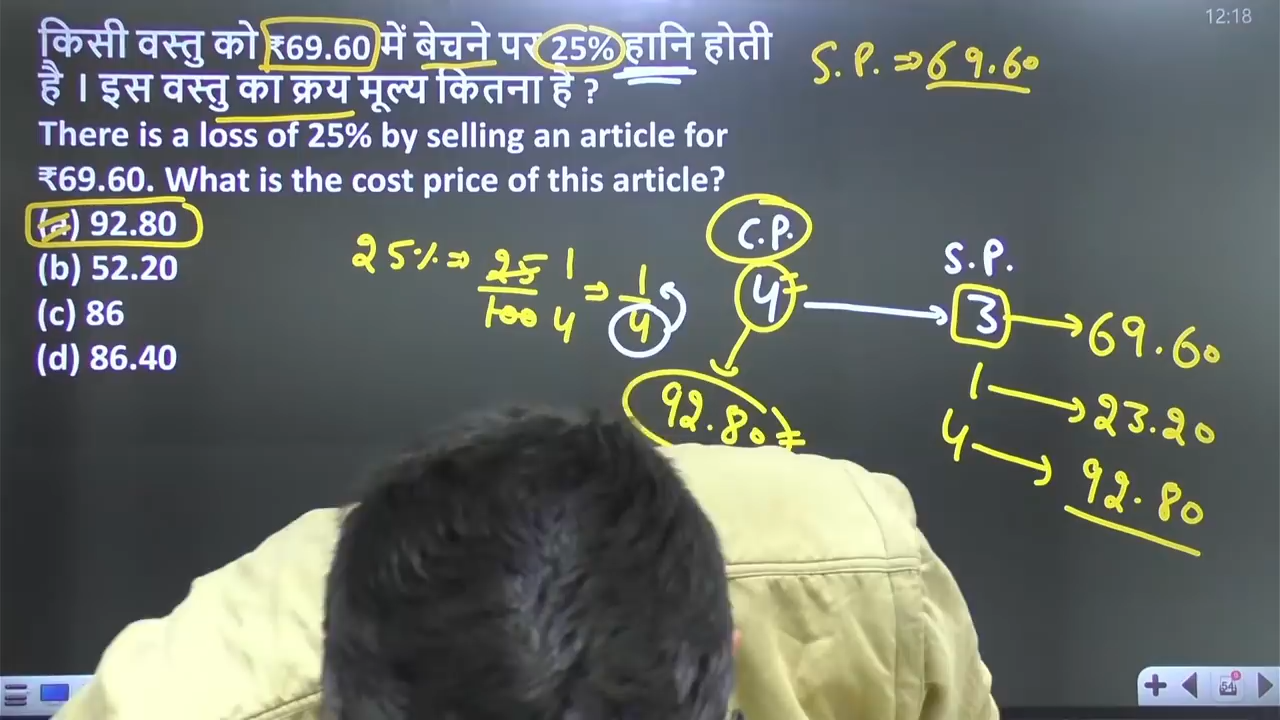 12:18
किसी वस्तु को ₹69.60 में बेचने पर 25% हानि होती
है । इस वस्तु का क्रय मूल्य कितना है ?
There is a loss of 25% by selling an article for
₹69.60. What is the cost price of this article?
(a) 92.80
(b) 52.20
(c) 86
(d) 86.40
S.P. ⇒ 69.60
25% ⇒ 25/100 1/4 ⇒ 1/4
C.P.
S.P.
4 → 3 → 69.60
1 → 23.20
4 → 92.80
92.80
54
9